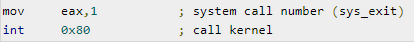 mov     eax,1          ; system call number (sys_exit)
int     0x80           ; call kernel